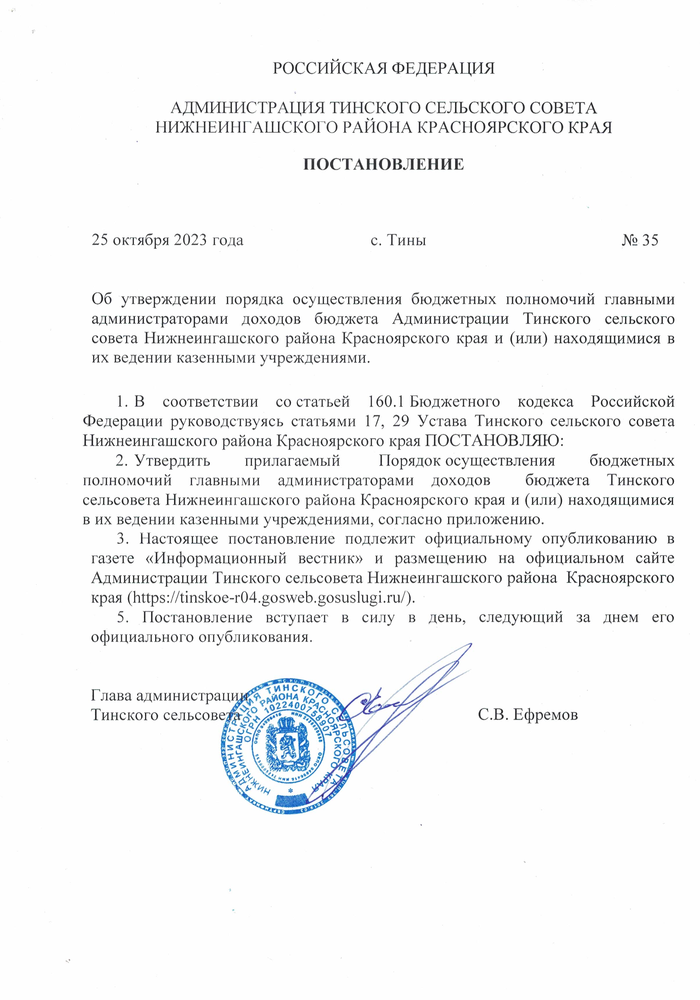 РОССИЙСКАЯ ФЕДЕРАЦИЯ
АДМИНИСТРАЦИЯ ТИНСКОГО СЕЛЬСКОГО СОВЕТА
НИЖНЕИНГАШСКОГО РАЙОНА КРАСНОЯРСКОГО КРАЯ
ПОСТАНОВЛЕНИЕ
25 октября 2023 года с. Тины № 35
Об утверждении порядка осуществления бюджетных полномочий главными
администраторами доходов бюджета Администрации Тинского сельского
совета Нижнеингашского района Красноярского края и (или) находящимися в
их ведении казенными учреждениями.
1. В соответствии со статьей 160.1 Бюджетного кодекса Российской
Федерации руководствуясь статьями 17, 29 Устава Тинского сельского совета
Нижнеингашского района Красноярского края ПОСТАНОВЛЯЮ:
2. Утвердить прилагаемый Порядок осуществления бюджетных
полномочий главными администраторами доходов бюджета Тинского
сельсовета Нижнеингашского района Красноярского края и (или) находящимися
в их ведении казенными учреждениями, согласно приложению.
3. Настоящее постановление подлежит официальному опубликованию в
газете «Информационный вестник» и размещению на официальном сайте
Администрации Тинского сельсовета Нижнеингашского района Красноярского
края (https://tinskoe-r04.gosweb.gosuslugi.ru/).
5. Постановление вступает в силу в день, следующий за днем его
официального опубликования.
Глава администрации
Тинского сельсовета С.В. Ефремов
АДМИНИСТРАЦИЯ ТИНСКОГО СЕЛЬСОВЕТА
НИЖНЕИНГАШСКОГО РАЙОНА КРАСНОЯРСКОГО КРАЯ
ОГРН 1022400758907